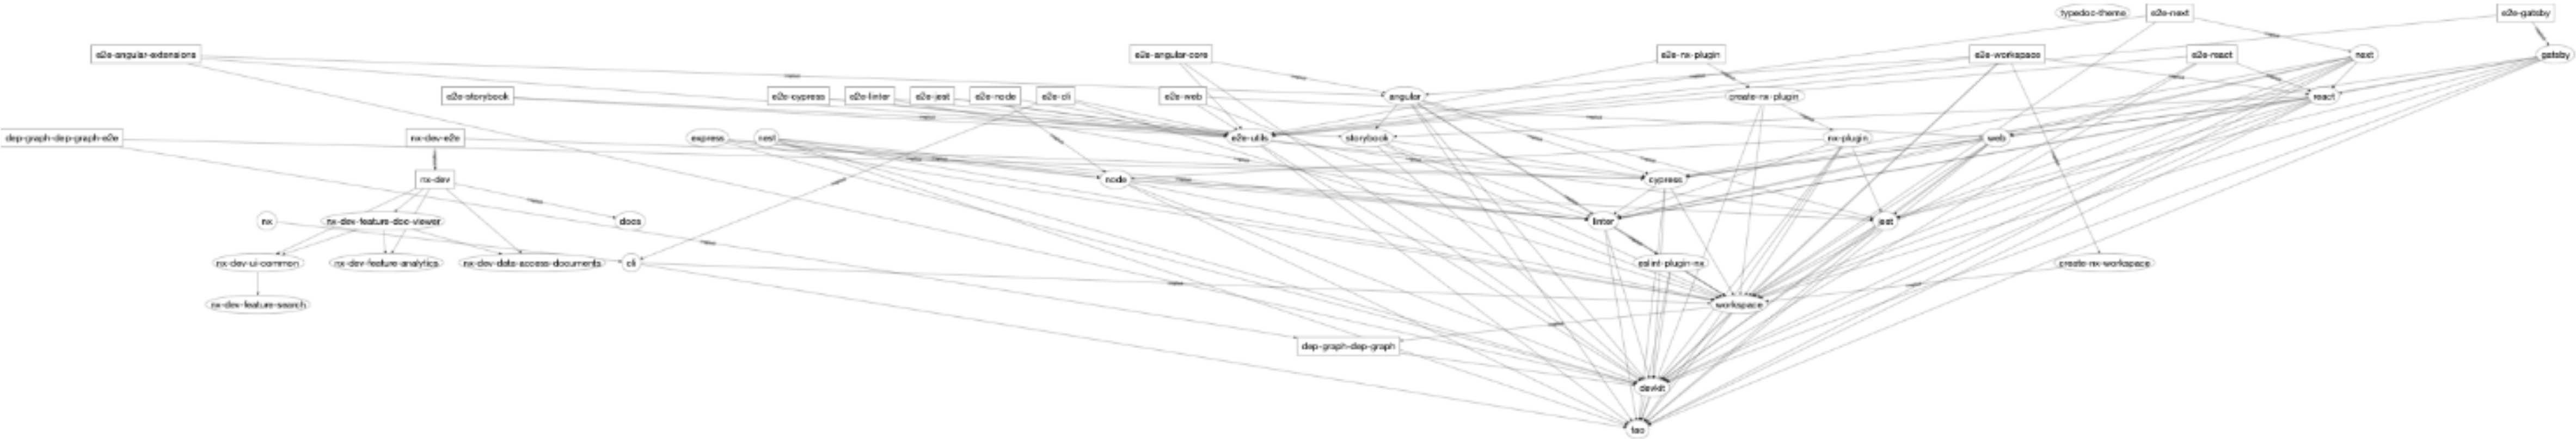 typedoc-theme e2e-next e2e-gatsby
e2e-angular-extensions e2e-angular-core e2e-nx-plugin e2e-workspace e2e-react next gatsby
e2e-storybook e2e-cypress e2e-linter e2e-jest e2e-node e2e-cli e2e-web angular create-nx-plugin react
dep-graph-dep-graph-e2e nx-dev-e2e express nest e2e-utils storybook nx-plugin web
nx-dev node cypress
nx nx-dev-feature-doc-viewer docs linter jest
nx-dev-ui-common nx-dev-feature-analytics nx-dev-data-access-documents cli eslint-plugin-nx create-nx-workspace
nx-dev-feature-search workspace
dep-graph-dep-graph
devkit
tao